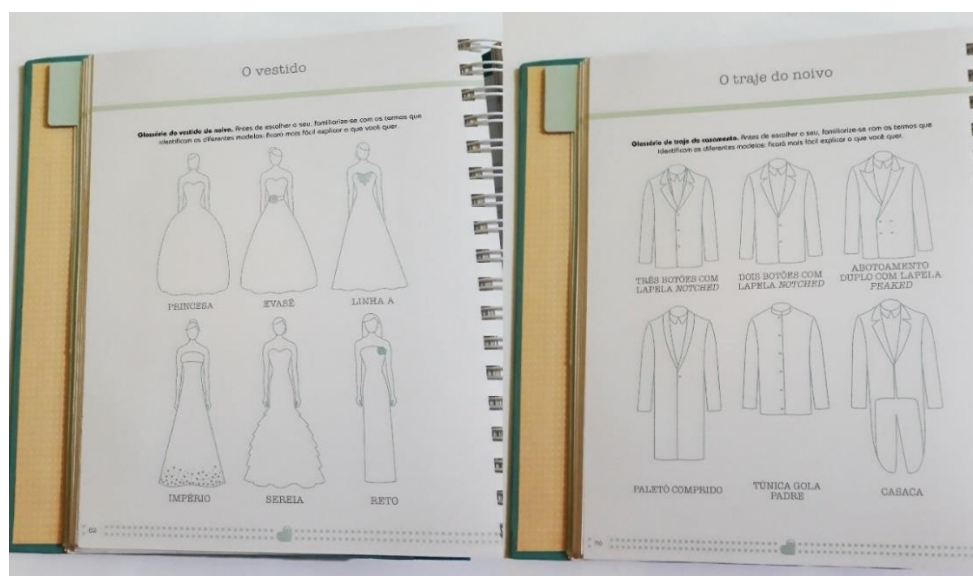 O vestido
Glossário do vestido de noiva. Antes de escolher o seu, familiarize-se com os termos que
identificam os diferentes modelos: ficará mais fácil explicar o que você quer.
PRINCESA
EVASÊ
LINHA A
IMPÉRIO
SEREIA
RETO
O traje do noivo
Glossário do traje do casamento. Antes de escolher o seu, familiarize-se com os termos que
identificam os diferentes modelos: ficará mais fácil explicar o que você quer.
TRÊS BOTÕES COM
LAPELA NOTCHED
DOIS BOTÕES COM
LAPELA NOTCHED
ABOTOAMENTO
DUPLO COM LAPELA
PEAKED
PALETÓ COMPRIDO
TÚNICA GOLA
PADRE
CASACA